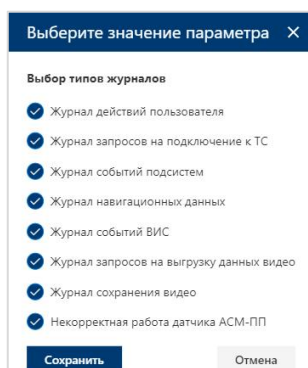 Выберите значение параметра
Выбор типов журналов
Журнал действий пользователя
Журнал запросов на подключение к ТС
Журнал событий подсистем
Журнал навигационных данных
Журнал событий ВИС
Журнал запросов на выгрузку данных видео
Журнал сохранения видео
Некорректная работа датчика АСМ-ПП
Сохранить Отмена